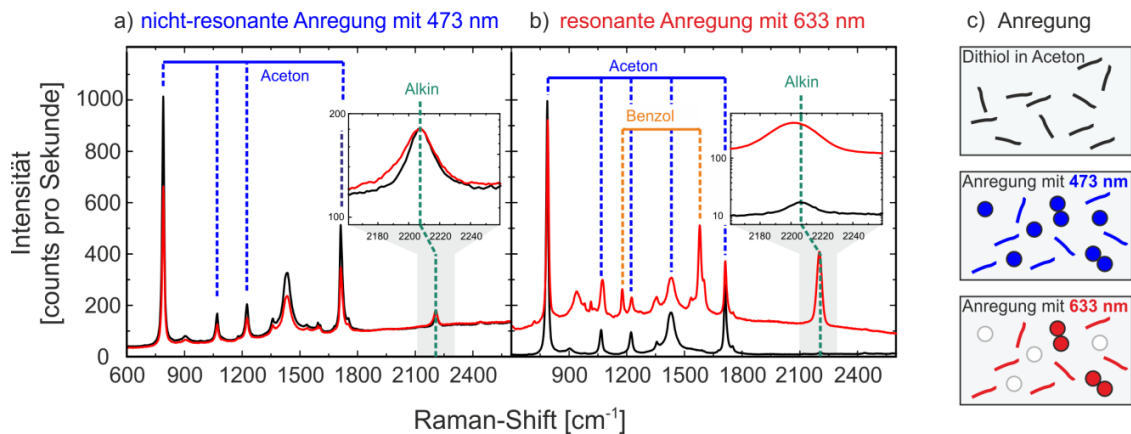 a) nicht-resonante Anregung mit 473 nm
b) resonante Anregung mit 633 nm
c) Anregung
Intensität
[counts pro Sekunde]
1000
800
600
400
200
0
Aceton
Alkin
200
100
2180 2200 2220 2240
Aceton
Alkin
Benzol
100
10
2180 2200 2220 2240
600 900 1200 1500 1800 2100 2400
900 1200 1500 1800 2100 2400
Raman-Shift [cm⁻¹]
Dithiol in Aceton
Anregung mit 473 nm
Anregung mit 633 nm